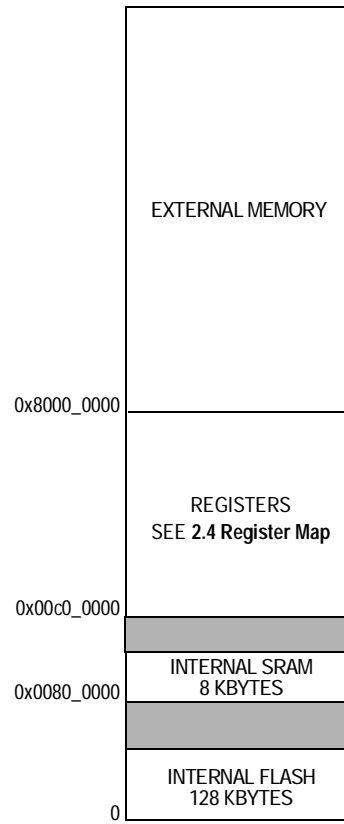 EXTERNAL MEMORY
0x8000_0000
REGISTERS
SEE 2.4 Register Map
0x00c0_0000
INTERNAL SRAM
8 KBYTES
0x0080_0000
INTERNAL FLASH
128 KBYTES
0